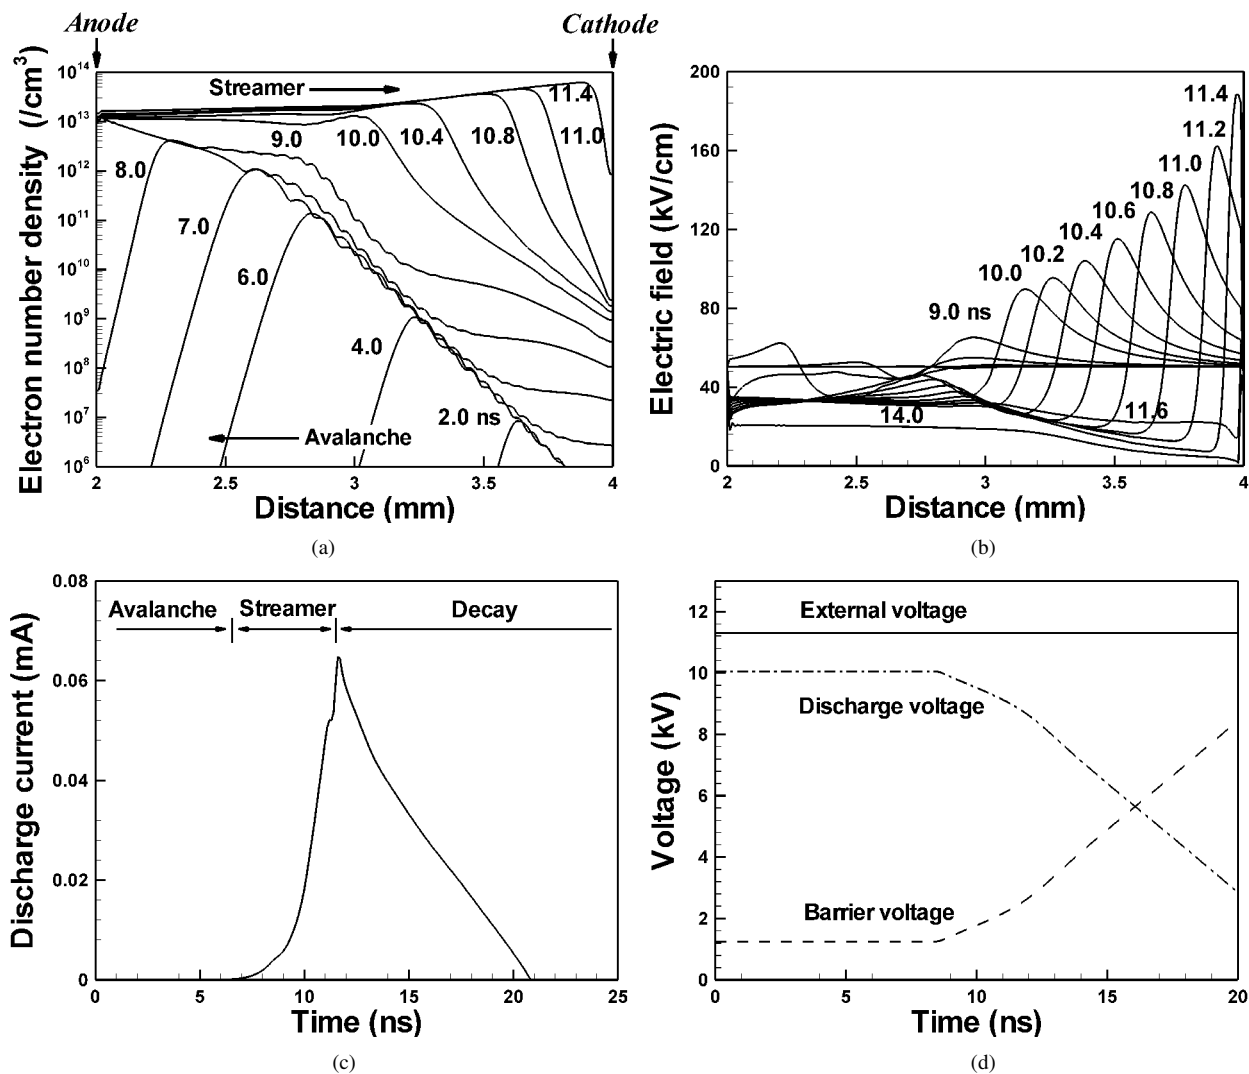 Anode
Cathode
Electron number density (/cm³)
10¹⁴
10¹³
10¹²
10¹¹
10¹⁰
10⁹
10⁸
10⁷
10⁶
Streamer
11.4
8.0
9.0
10.0
10.4
10.8
11.0
7.0
6.0
4.0
2.0 ns
Avalanche
2
2.5
3
3.5
4
Distance (mm)
(a)
Electric field (kV/cm)
200
160
120
80
40
0
11.4
11.2
11.0
10.8
10.6
10.4
10.2
10.0
9.0 ns
14.0
11.6
2
2.5
3
3.5
4
Distance (mm)
(b)
Discharge current (mA)
0.08
0.06
0.04
0.02
0
Avalanche
Streamer
Decay
0
5
10
15
20
25
Time (ns)
(c)
Voltage (kV)
12
10
8
6
4
2
0
External voltage
Discharge voltage
Barrier voltage
0
5
10
15
20
Time (ns)
(d)